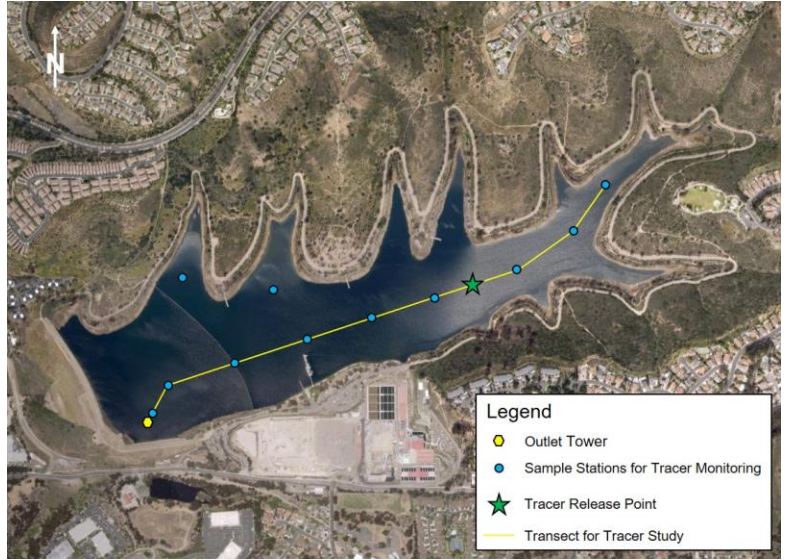 N
Legend
Outlet Tower
Sample Stations for Tracer Monitoring
Tracer Release Point
Transect for Tracer Study